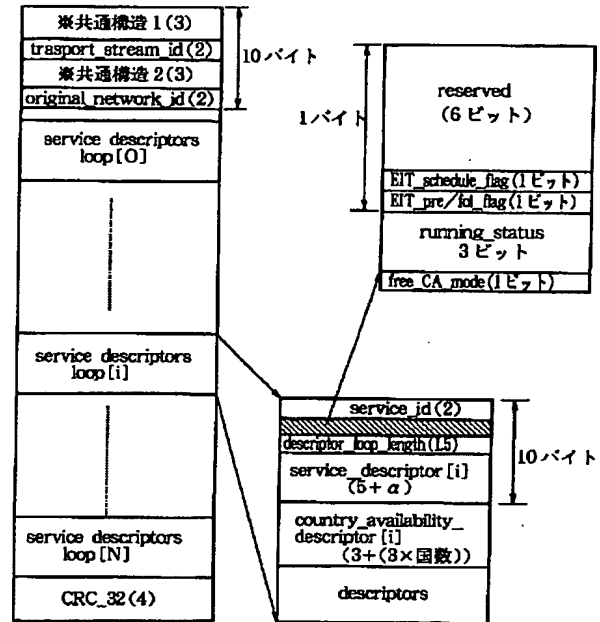 ※共通構造1(3)
trasport_stream_id(2)
※共通構造2(3)
original_network_id(2)
10バイト
service descriptors
loop[O]
service descriptors
loop[i]
service descriptors
loop[N]
CRC_32(4)
1バイト
reserved
(6ビット)
EIT_schedule_flag(1ビット)
EIT_pre/fol_flag(1ビット)
running_status
3ビット
free_CA_mode(1ビット)
service_id(2)
descriptor_loop_length(1.5)
service_descriptor[i]
(5+α)
10バイト
country_availability_
descriptor[i]
(3+(3×国数))
descriptors